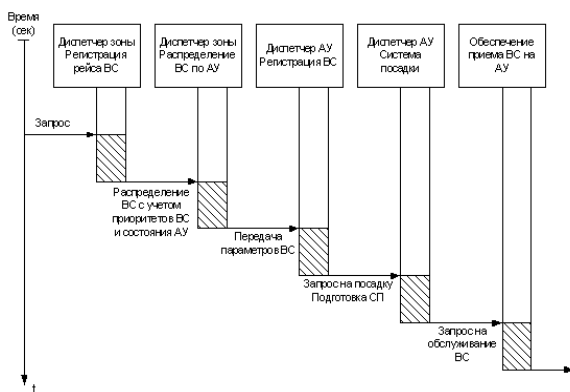 Время
(сек)
Диспетчер зоны
Регистрация
рейса ВС
Диспетчер зоны
Распределение
ВС по АУ
Диспетчер АУ
Регистрация ВС
Диспетчер АУ
Система
посадки
Обеспечение
приема ВС на
АУ
Запрос
Распределение
ВС с учетом
приоритетов ВС
и состояния АУ
Передача
параметров ВС
Запрос на посадку
Подготовка СП
Запрос на
обслуживание
ВС
t